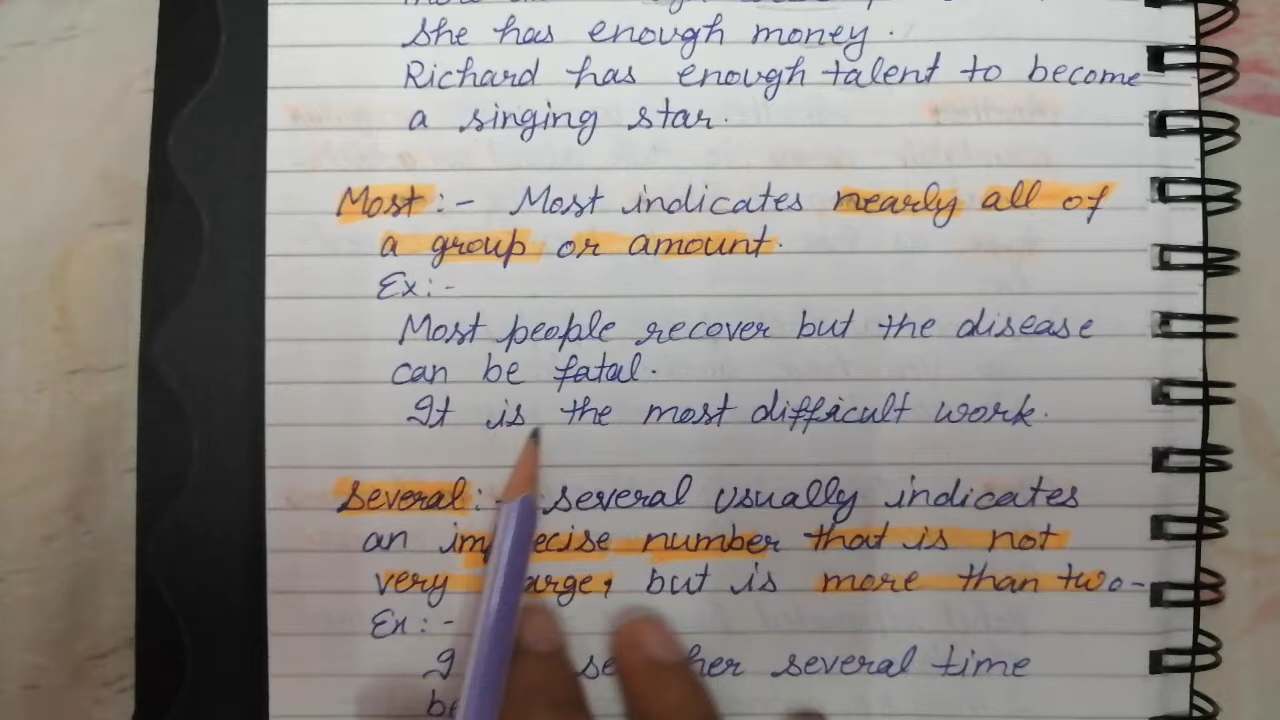 she has enough money.
Richard has enough talent to become
a singing star.
Most :- Most indicates nearly all of
a group or amount.
Ex :-
Most people recover but the disease
can be fatal.
It is the most difficult work.
Several :- several usually indicates
an imprecise number that is not
very large, but is more than two-
Ex :-
her several time